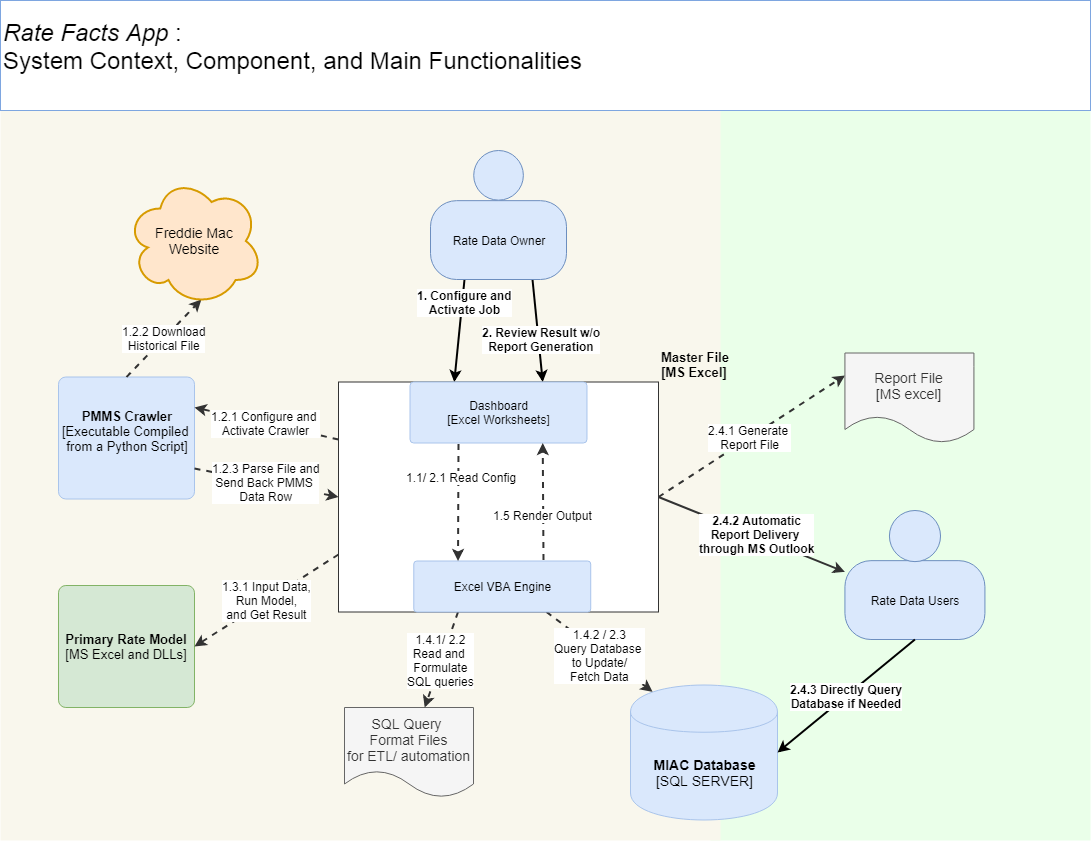 Rate Facts App :
System Context, Component, and Main Functionalities
Rate Data Owner
Freddie Mac
Website
1. Configure and
Activate Job
1.2.2 Download
Historical File
2. Review Result w/o
Report Generation
Master File
[MS Excel]
Report File
[MS excel]
PMMS Crawler
[Executable Compiled
from a Python Script]
1.2.1 Configure and
Activate Crawler
Dashboard
[Excel Worksheets]
2.4.1 Generate
Report File
1.2.3 Parse File and
Send Back PMMS
Data Row
1.1/ 2.1 Read Config
1.5 Render Output
2.4.2 Automatic
Report Delivery
through MS Outlook
Excel VBA Engine
Rate Data Users
1.3.1 Input Data,
Run Model,
and Get Result
Primary Rate Model
[MS Excel and DLLs]
1.4.1/ 2.2
Read and
Formulate
SQL queries
1.4.2 / 2.3
Query Database
to Update/
Fetch Data
2.4.3 Directly Query
Database if Needed
SQL Query
Format Files
for ETL/ automation
MIAC Database
[SQL SERVER]